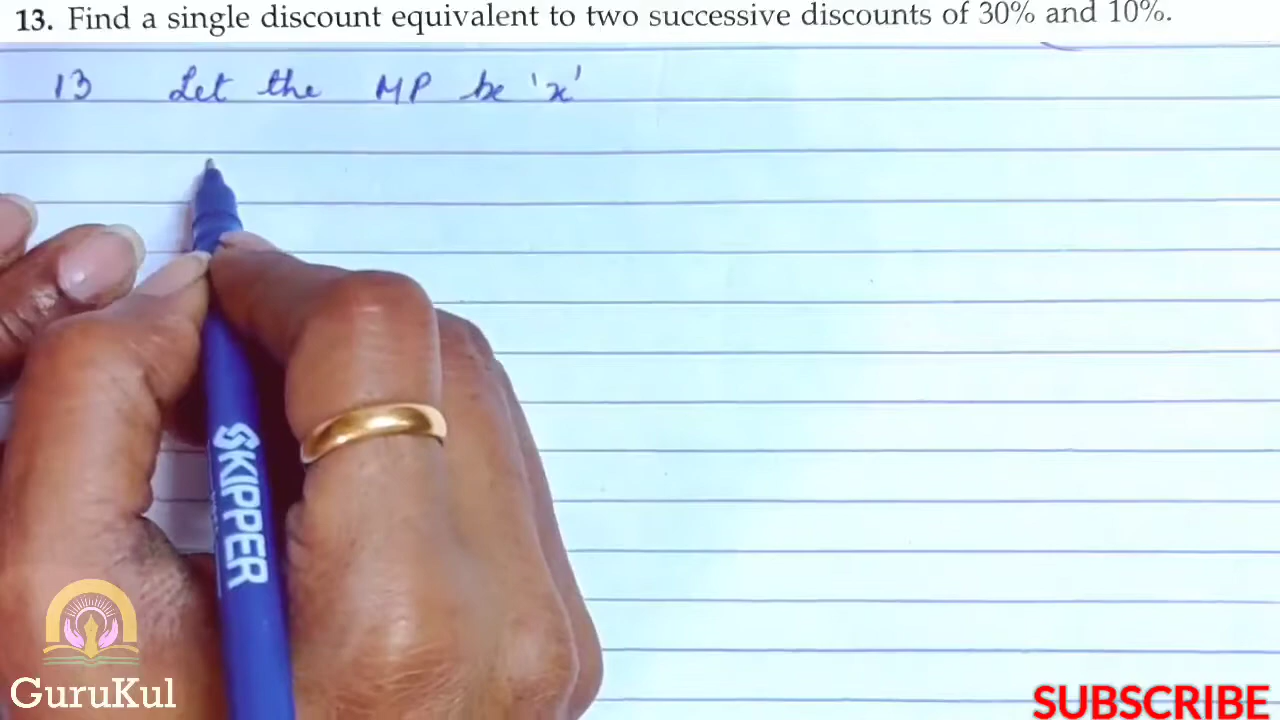 13. Find a single discount equivalent to two successive discounts of 30% and 10%.
13 Let the MP be 'x'
SKIPPER
GuruKul
SUBSCRIBE